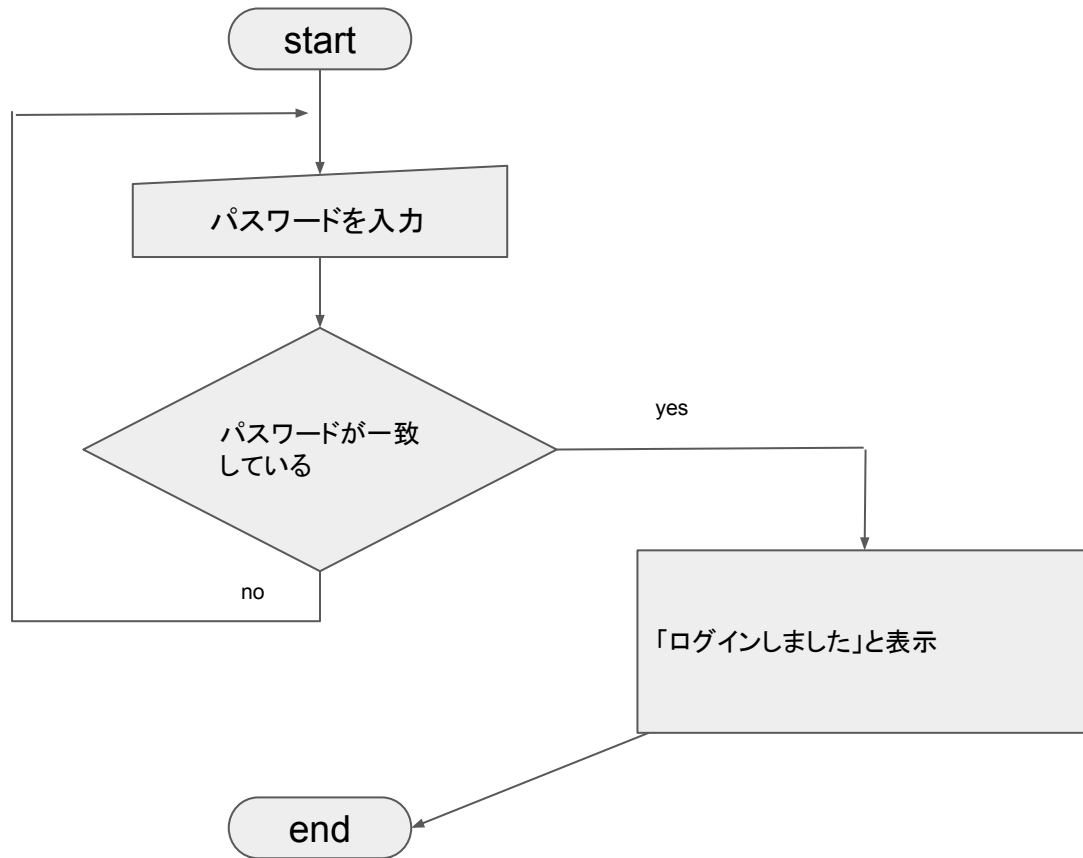 start
パスワードを入力
パスワードが一致
している
yes
no
「ログインしました」と表示
end